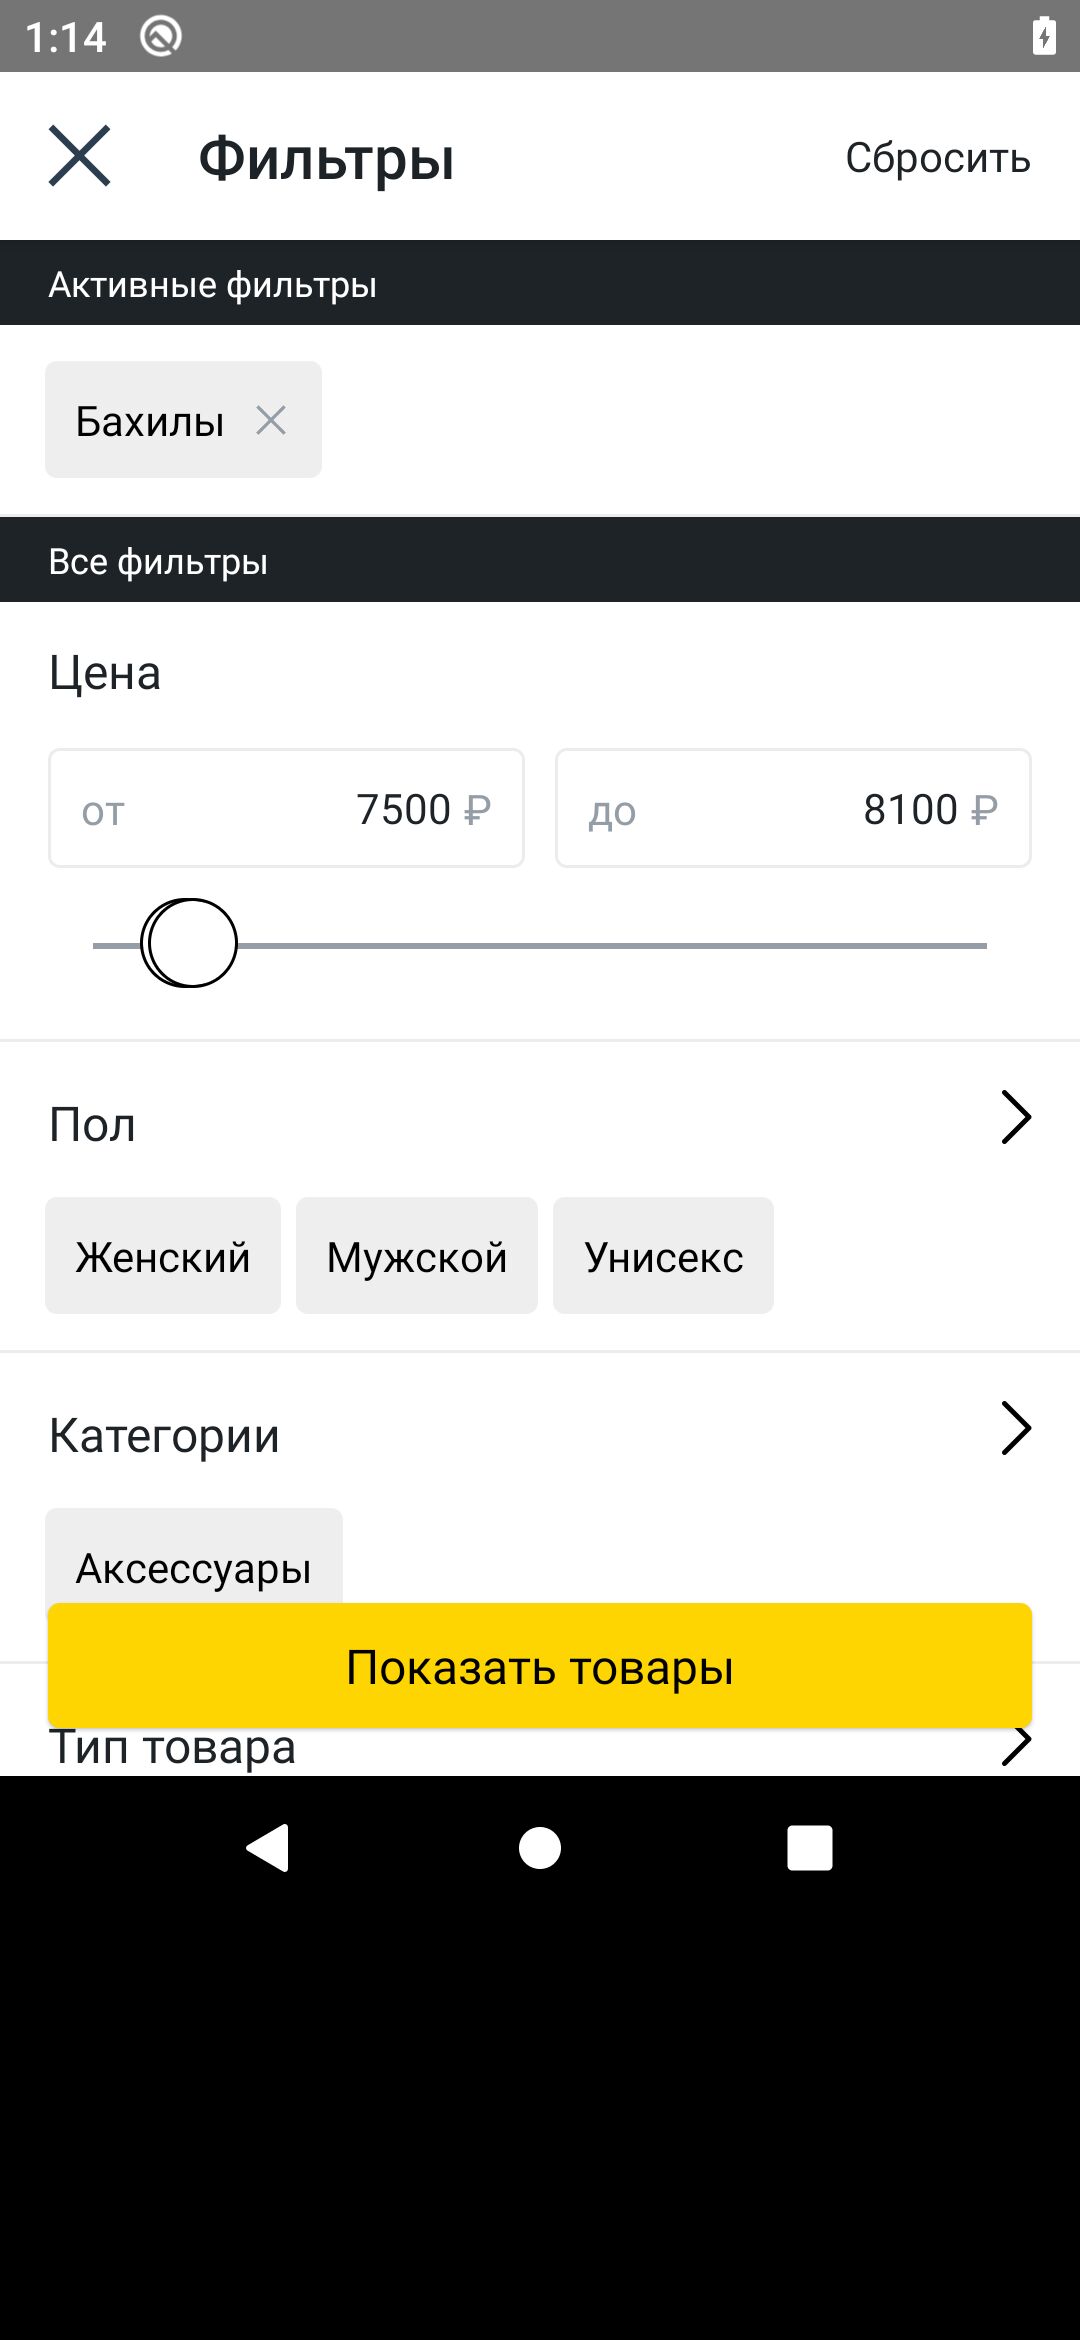 1:14
Фильтры
Сбросить
Активные фильтры
Бахилы
Все фильтры
Цена
от 7500 ₽ до 8100 ₽
Пол
Женский Мужской Унисекс
Категории
Аксессуары
Показать товары
Тип товара